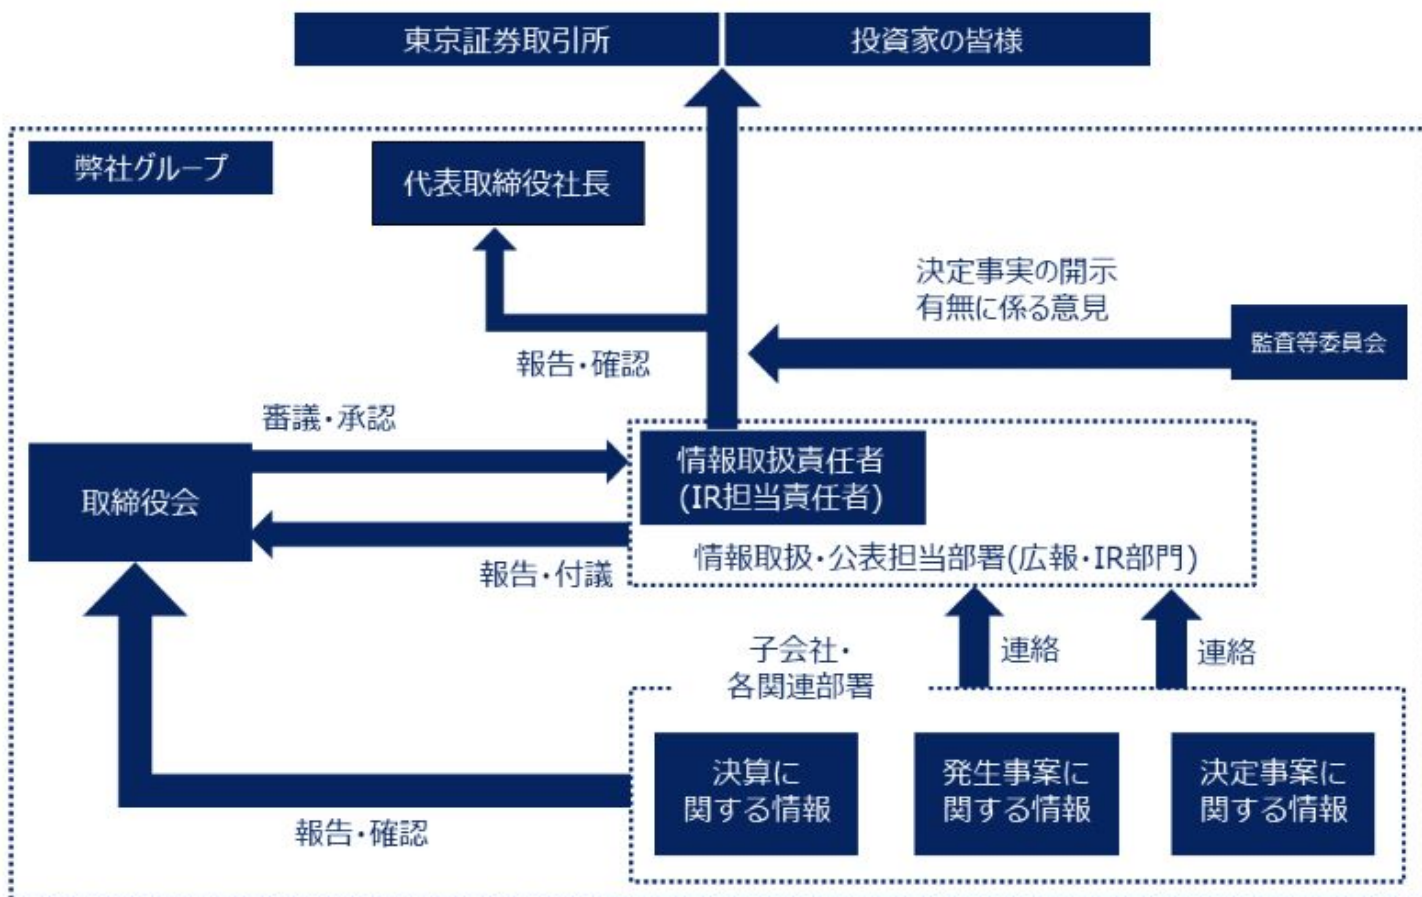 東京証券取引所
投資家の皆様
弊社グループ
代表取締役社長
決定事実の開示
有無に係る意見
監査等委員会
報告・確認
審議・承認
情報取扱責任者
(IR担当責任者)
取締役会
情報取扱・公表担当部署(広報・IR部門)
報告・付議
子会社・
各関連部署
連絡
連絡
決算に
関する情報
発生事案に
関する情報
決定事案に
関する情報
報告・確認